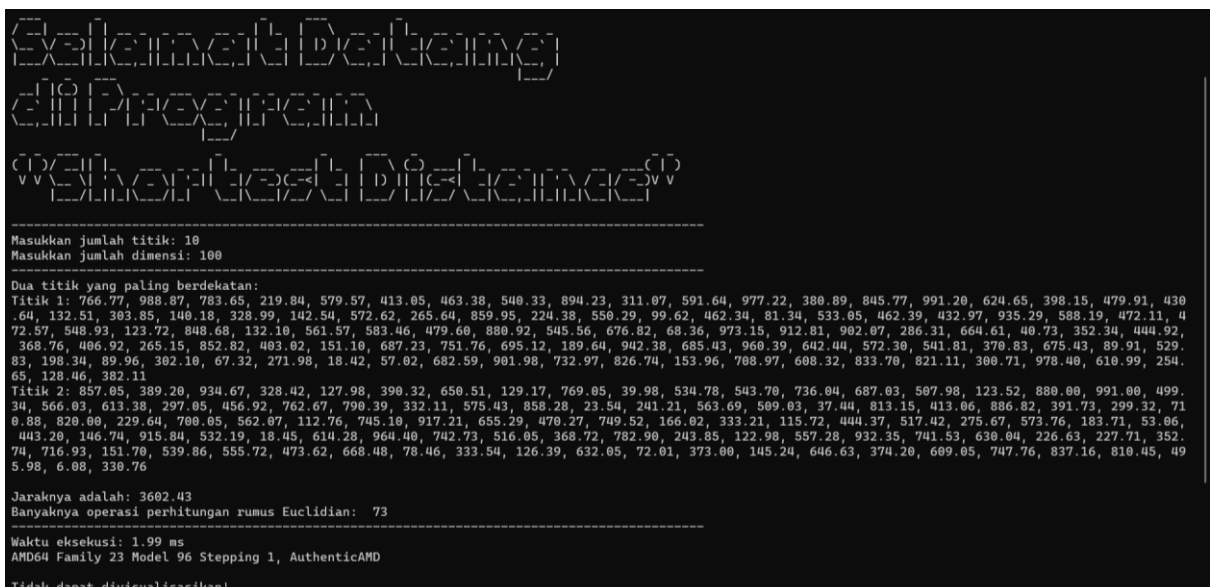 Selamat Datang
di Program
"Shortest Distance"
Masukkan jumlah titik: 10
Masukkan jumlah dimensi: 100
Dua titik yang paling berdekatan:
Titik 1: 766.77, 988.87, 783.65, 219.84, 579.57, 413.05, 463.38, 540.33, 894.23, 311.07, 591.64, 977.22, 380.89, 845.77, 991.20, 624.65, 398.15, 479.91, 430
.64, 132.51, 303.85, 140.18, 328.99, 142.54, 572.62, 265.64, 859.95, 224.38, 550.29, 99.62, 462.34, 81.34, 533.05, 462.39, 432.97, 935.29, 588.19, 472.11, 4
72.57, 548.93, 123.72, 848.68, 132.10, 561.57, 583.46, 479.60, 880.92, 545.56, 676.82, 68.36, 973.15, 912.81, 902.07, 286.31, 664.61, 40.73, 352.34, 444.92,
368.76, 406.92, 265.15, 852.82, 403.02, 151.10, 687.23, 751.76, 695.12, 189.64, 942.38, 685.43, 960.39, 642.44, 572.30, 541.81, 370.83, 675.43, 89.91, 529.
83, 198.34, 89.96, 302.10, 67.32, 271.98, 18.42, 57.02, 682.59, 901.98, 732.97, 826.74, 153.96, 708.97, 608.32, 833.70, 821.11, 300.71, 978.40, 610.99, 254.
65, 128.46, 382.11
Titik 2: 857.05, 389.20, 934.67, 328.42, 127.98, 390.32, 650.51, 129.17, 769.05, 39.98, 534.78, 543.70, 736.04, 687.03, 507.98, 123.52, 880.00, 991.00, 499.
34, 566.03, 613.38, 297.05, 456.92, 762.67, 790.39, 332.11, 575.43, 858.28, 23.54, 241.21, 563.69, 509.03, 37.44, 813.15, 413.06, 886.82, 391.73, 299.32, 71
0.88, 820.00, 229.64, 700.05, 562.07, 112.76, 745.10, 917.21, 655.29, 470.27, 749.52, 166.02, 333.21, 115.72, 444.37, 517.42, 275.67, 573.76, 183.71, 53.06,
443.20, 146.74, 915.84, 532.19, 18.45, 614.28, 964.40, 742.73, 516.05, 368.72, 782.90, 243.85, 122.98, 557.28, 932.35, 741.53, 630.04, 226.63, 227.71, 352.
74, 716.93, 151.70, 539.86, 555.72, 473.62, 668.48, 78.46, 333.54, 126.39, 632.05, 72.01, 373.00, 145.24, 646.63, 374.20, 609.05, 747.76, 837.16, 810.45, 49
5.98, 6.08, 330.76
Jaraknya adalah: 3602.43
Banyaknya operasi perhitungan rumus Euclidian:  73
Waktu eksekusi: 1.99 ms
AMD64 Family 23 Model 96 Stepping 1, AuthenticAMD
Tidak dapat divisualisasikan!